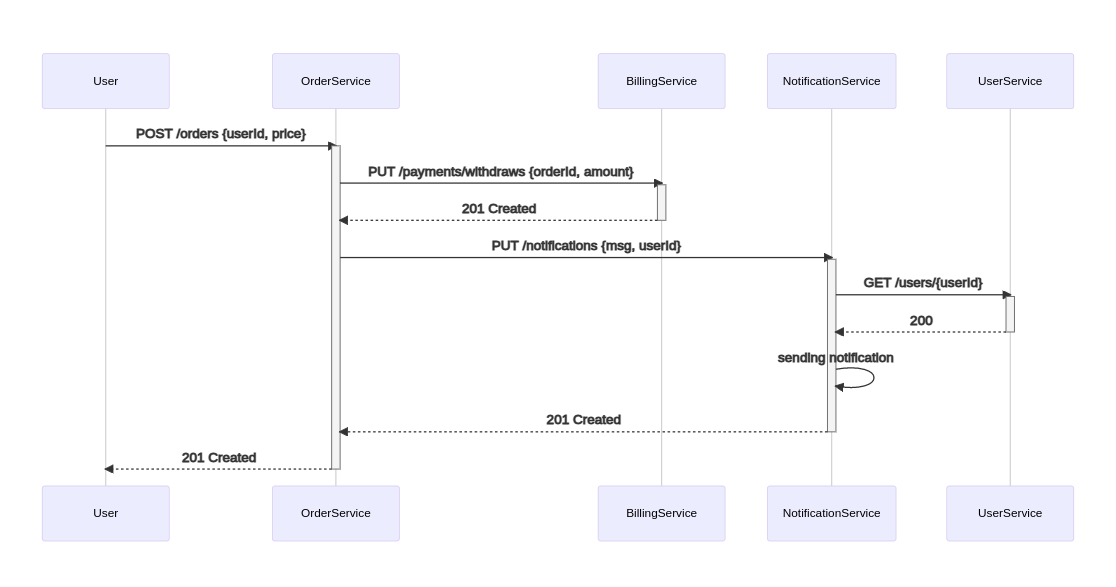 User
OrderService
BillingService
NotificationService
UserService
POST /orders {userId, price}
PUT /payments/withdraws {orderId, amount}
201 Created
PUT /notifications {msg, userId}
GET /users/{userId}
200
sending notification
201 Created
201 Created
User
OrderService
BillingService
NotificationService
UserService